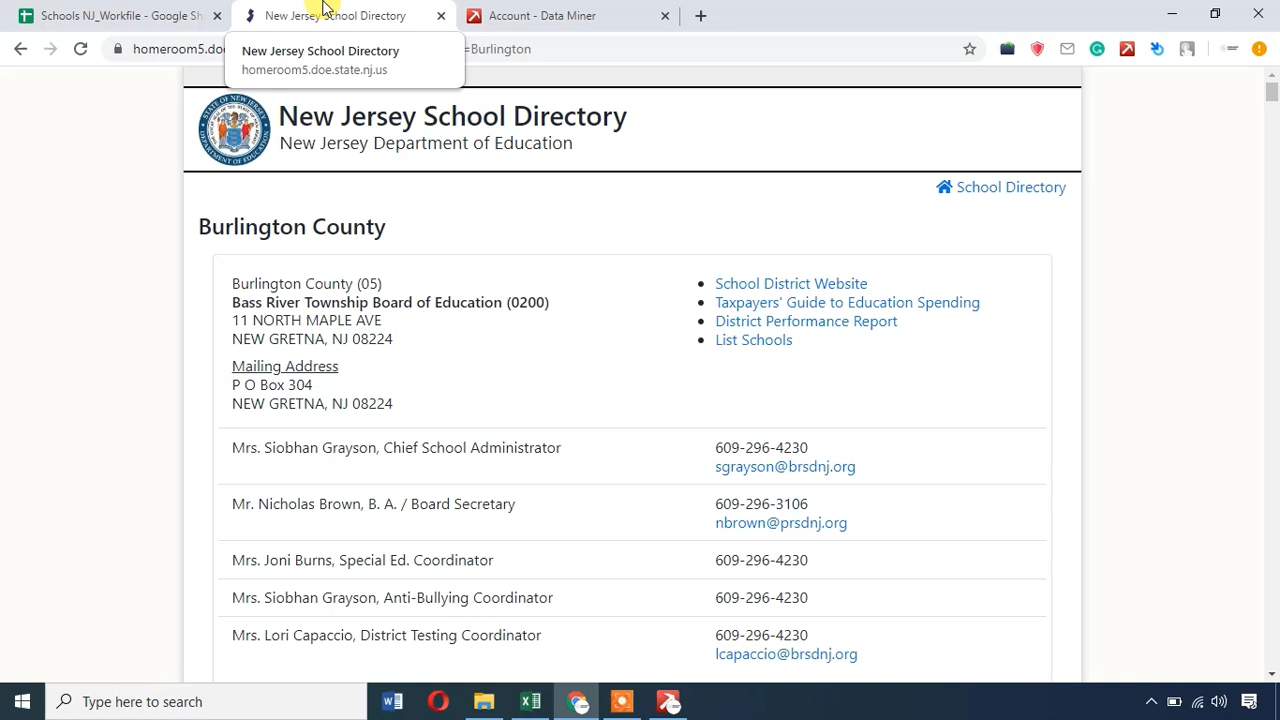 Schools NJ_Workfile - Google Sh
New Jersey School Directory
Account - Data Miner
homeroom5.doe
=Burlington
New Jersey School Directory
homeroom5.doe.state.nj.us
New Jersey School Directory
New Jersey Department of Education
School Directory
Burlington County
Burlington County (05)
Bass River Township Board of Education (0200)
11 NORTH MAPLE AVE
NEW GRETNA, NJ 08224
Mailing Address
P O Box 304
NEW GRETNA, NJ 08224
School District Website
Taxpayers' Guide to Education Spending
District Performance Report
List Schools
Mrs. Siobhan Grayson, Chief School Administrator
609-296-4230
sgrayson@brsdnj.org
Mr. Nicholas Brown, B. A. / Board Secretary
609-296-3106
nbrown@prsdnj.org
Mrs. Joni Burns, Special Ed. Coordinator
609-296-4230
Mrs. Siobhan Grayson, Anti-Bullying Coordinator
609-296-4230
Mrs. Lori Capaccio, District Testing Coordinator
609-296-4230
lcapaccio@brsdnj.org
Type here to search